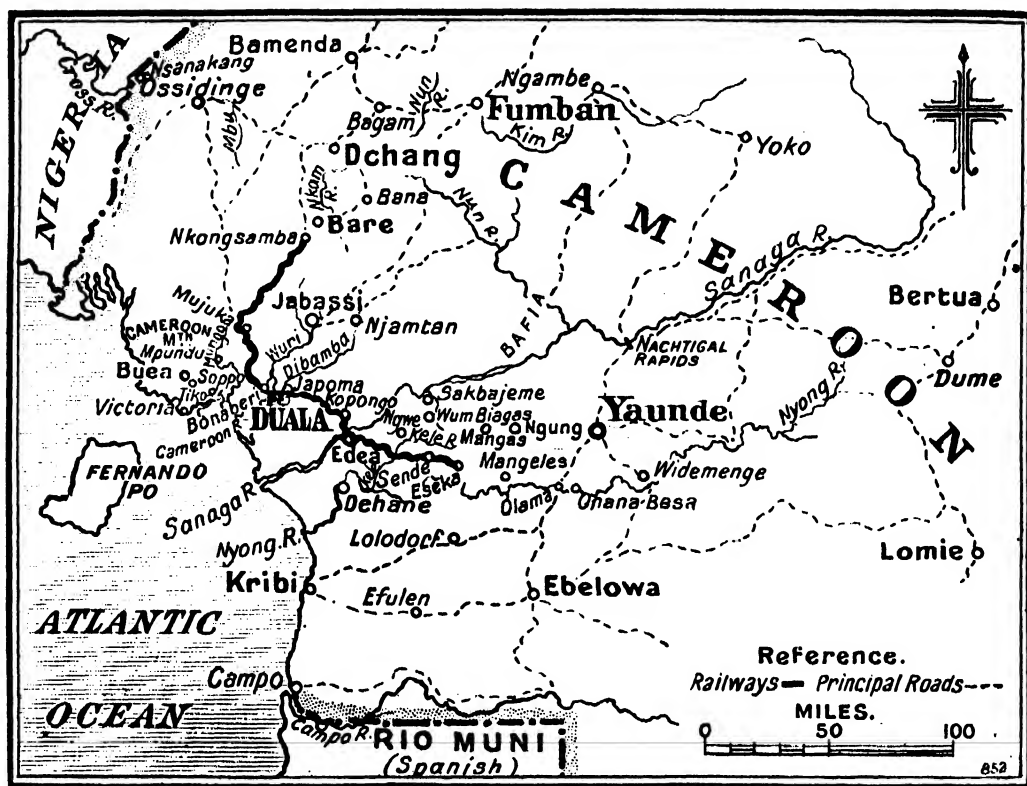 NIGERIA
Cross R.
Nsanakang
Ossidinge
Bamenda
Mbu R.
Bagam
Nun R.
Ngambe
Fumban
Kim R.
Yoko
Dchang
CAMEROON
Nkam R.
Bana
Bare
Nun R.
Nkongsamba
Sanaga R.
Bertua
Mujuka
Jabassi
Njamtan
CAMEROON MTN
Mpundu
Mungo
Wuri
Dibamba
BAFIA
NACHTIGAL RAPIDS
Dume
Buea
Soppo
Tikos
Victoria
Bonaberi
DUALA
Japoma
Kopongo
Sakbajeme
Wum Biagas
Ngwe
Kele R.
Mangas
Ngung
Yaunde
Nyong R.
Cameroon R.
Edea
FERNANDO PO
Sende
Eseka
Mangeles
Widemenge
Sanaga R.
Dehane
Olama
Ohana Besa
Nyong. R.
Lolodorf
Lomie
Kribi
Efulen
Ebelowa
ATLANTIC
OCEAN
Campo
Campo R.
RIO MUNI
(Spanish)
Reference.
Railways Principal Roads
MILES.
0 50 100
852